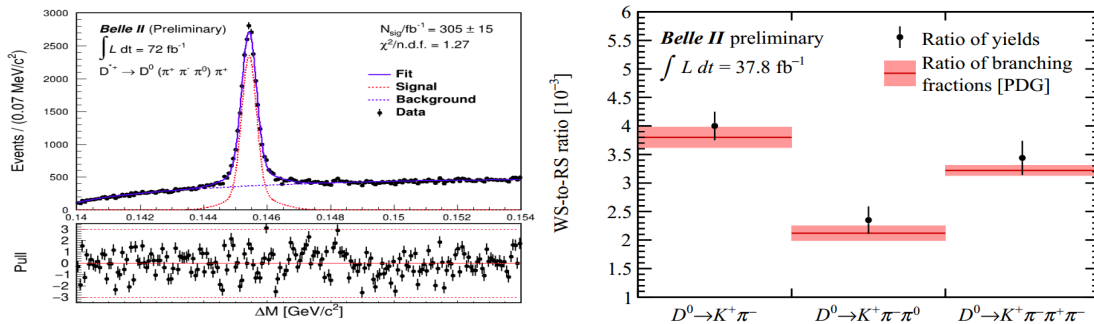 Belle II (Preliminary)
∫ L dt = 72 fb⁻¹
D*⁺ → D⁰ (π⁺ π⁻ π⁰) π⁺
N_sig/fb⁻¹ = 305 ± 15
χ²/n.d.f. = 1.27
Fit
Signal
Background
Data
Events / (0.07 MeV/c²)
3000
2500
2000
1500
1000
500
0
0.14 0.142 0.144 0.146 0.148 0.15 0.152 0.154
Pull
3
2
1
0
−1
−2
−3
ΔM [GeV/c²]
Belle II preliminary
∫ L dt = 37.8 fb⁻¹
Ratio of yields
Ratio of branching
fractions [PDG]
WS-to-RS ratio [10⁻³]
6
5.5
5
4.5
4
3.5
3
2.5
2
1.5
1
D⁰→K⁺π⁻ D⁰→K⁺π⁻π⁰ D⁰→K⁺π⁻π⁺π⁻